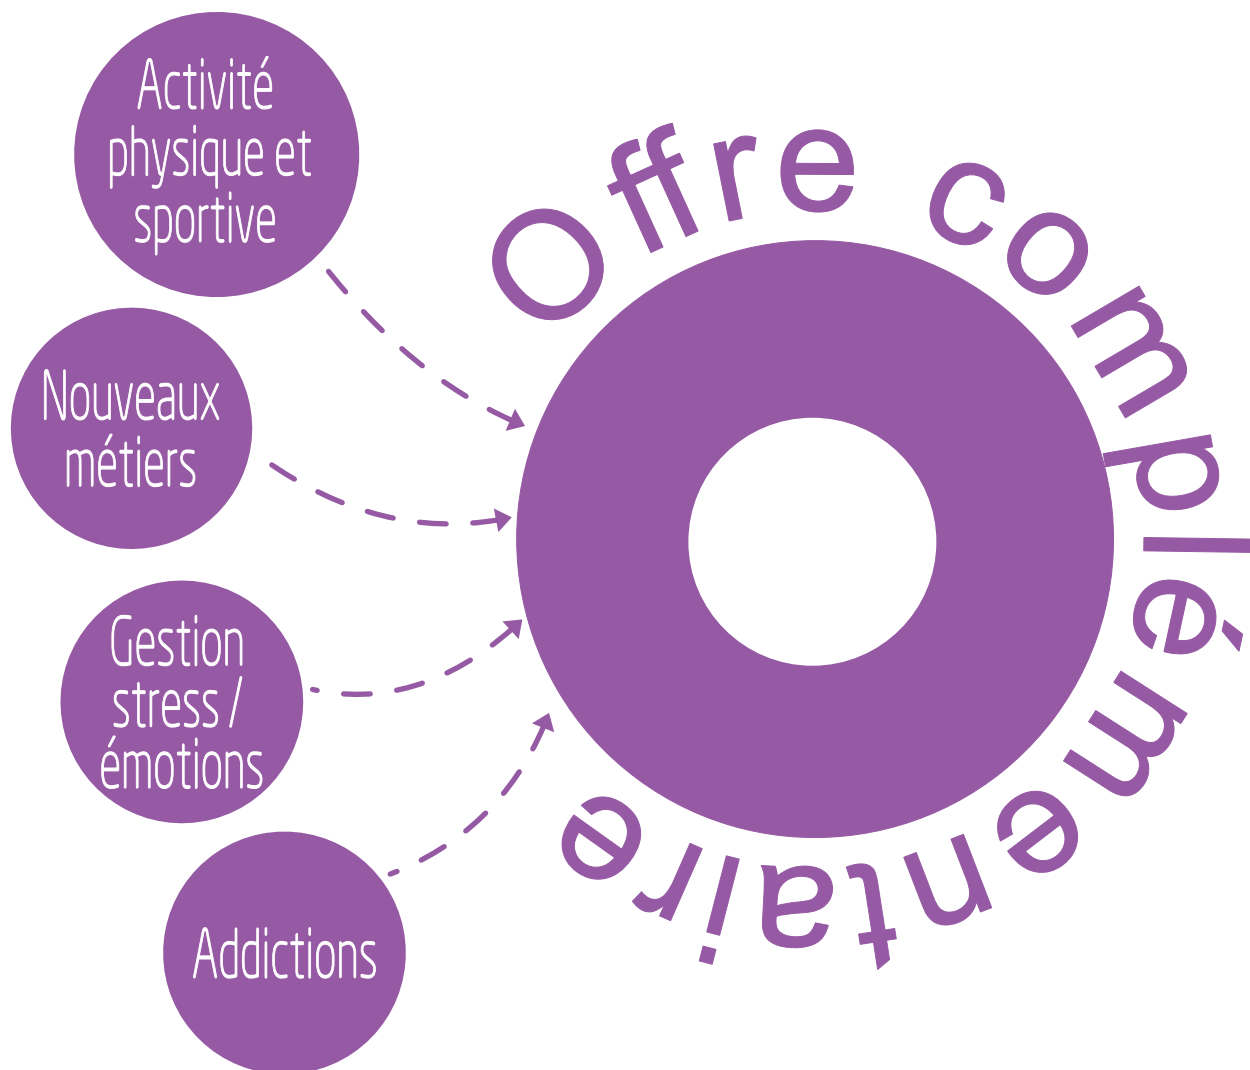 Activité
physique et
sportive
Nouveaux
métiers
Gestion
stress /
émotions
Addictions
Offre complémentaire